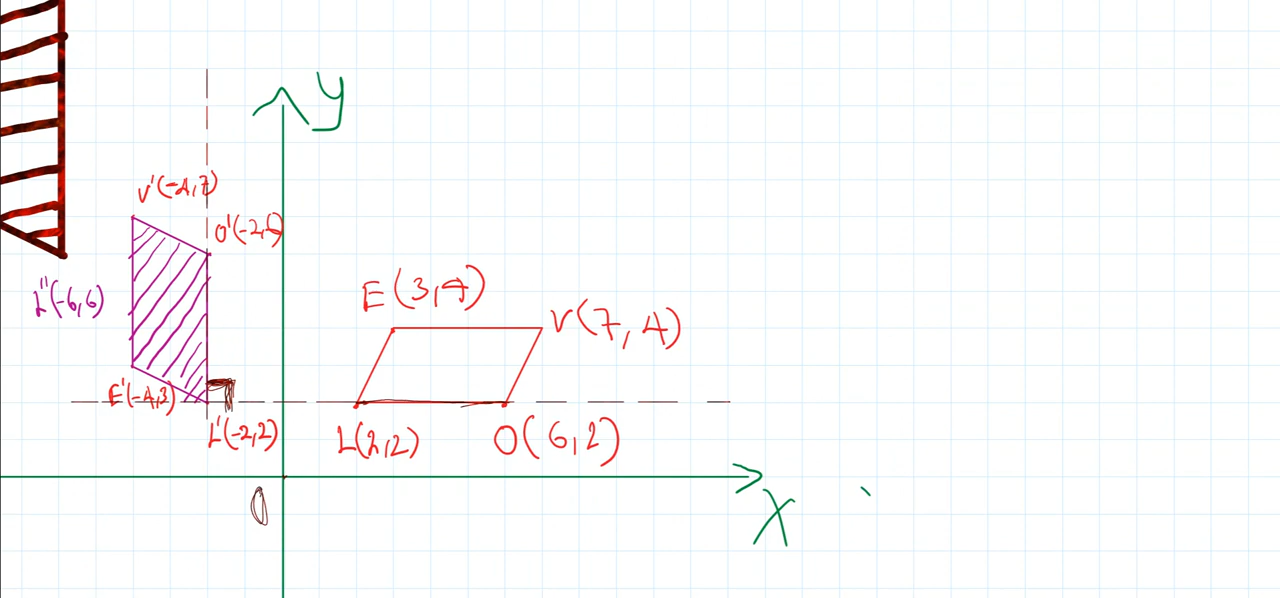 y
V'(-4,7)
O'(-2,6)
L''(-6,6)
E(3,4)
V(7,4)
E'(-4,3)
L'(-2,2)
L(2,2)
O(6,2)
0
X